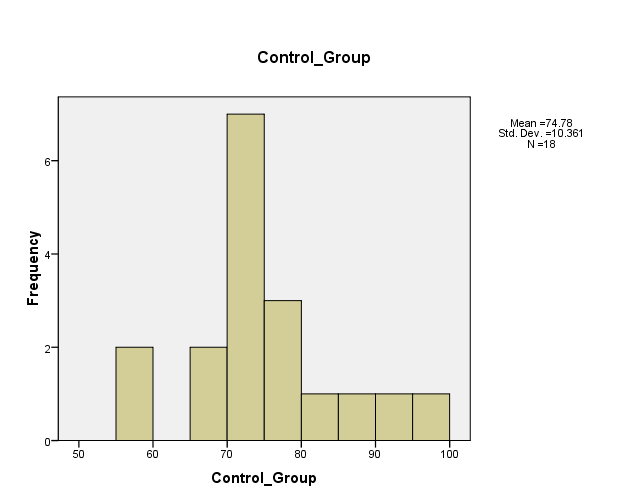 Control_Group
Mean =74.78
Std. Dev. =10.361
N =18
Frequency
6
4
2
0
50 60 70 80 90 100
Control_Group